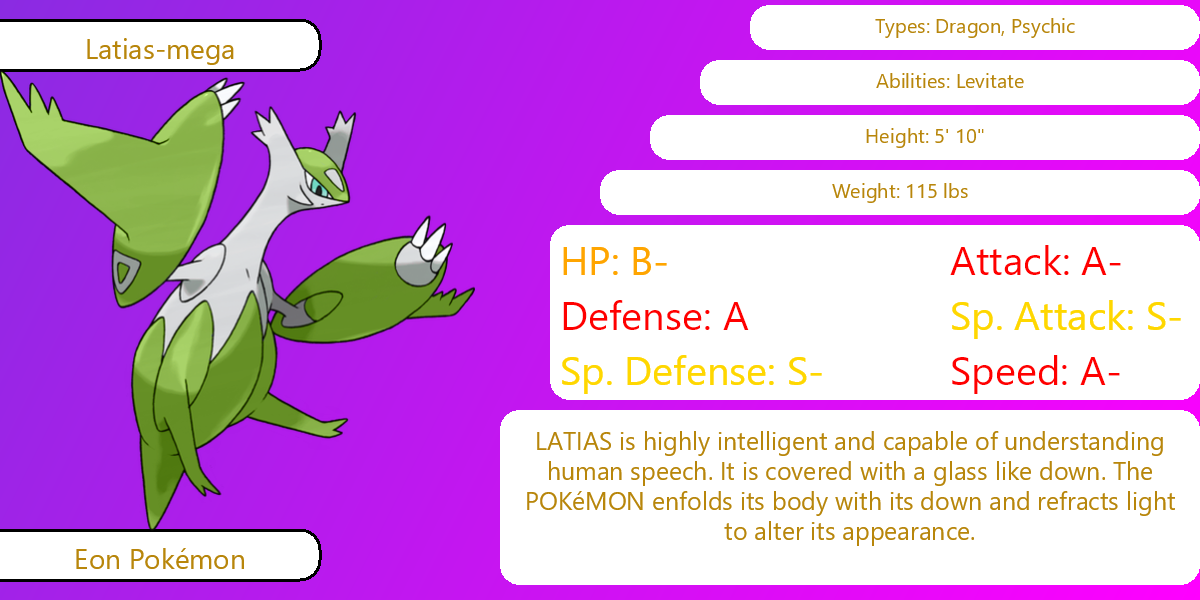 Latias-mega
Types: Dragon, Psychic
Abilities: Levitate
Height: 5' 10"
Weight: 115 lbs
HP: B-
Attack: A-
Defense: A
Sp. Attack: S-
Sp. Defense: S-
Speed: A-
LATIAS is highly intelligent and capable of understanding
human speech. It is covered with a glass like down. The
POKéMON enfolds its body with its down and refracts light
to alter its appearance.
Eon Pokémon